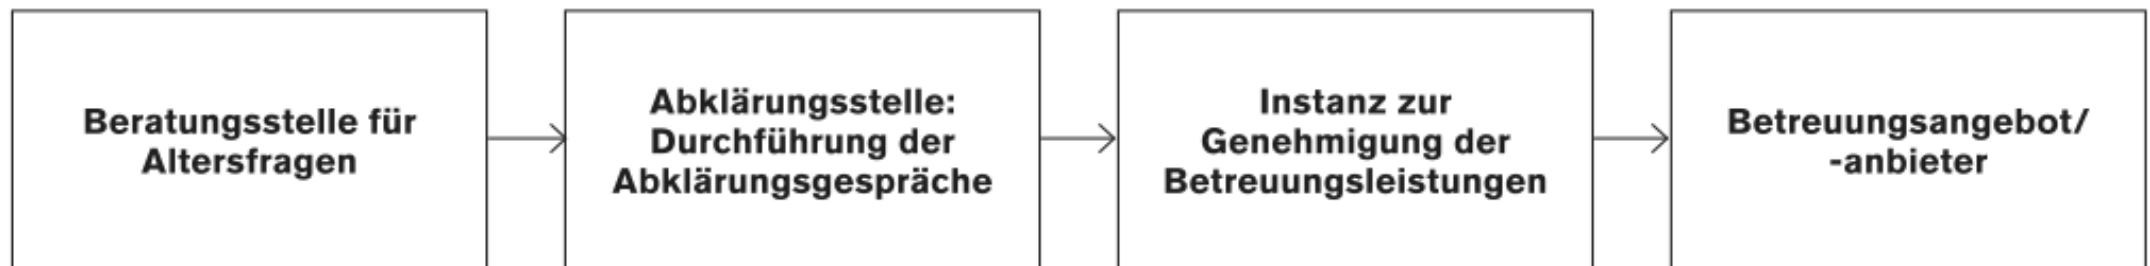 Beratungsstelle für
Altersfragen
Abklärungsstelle:
Durchführung der
Abklärungsgespräche
Instanz zur
Genehmigung der
Betreuungsleistungen
Betreuungsangebot/
-anbieter